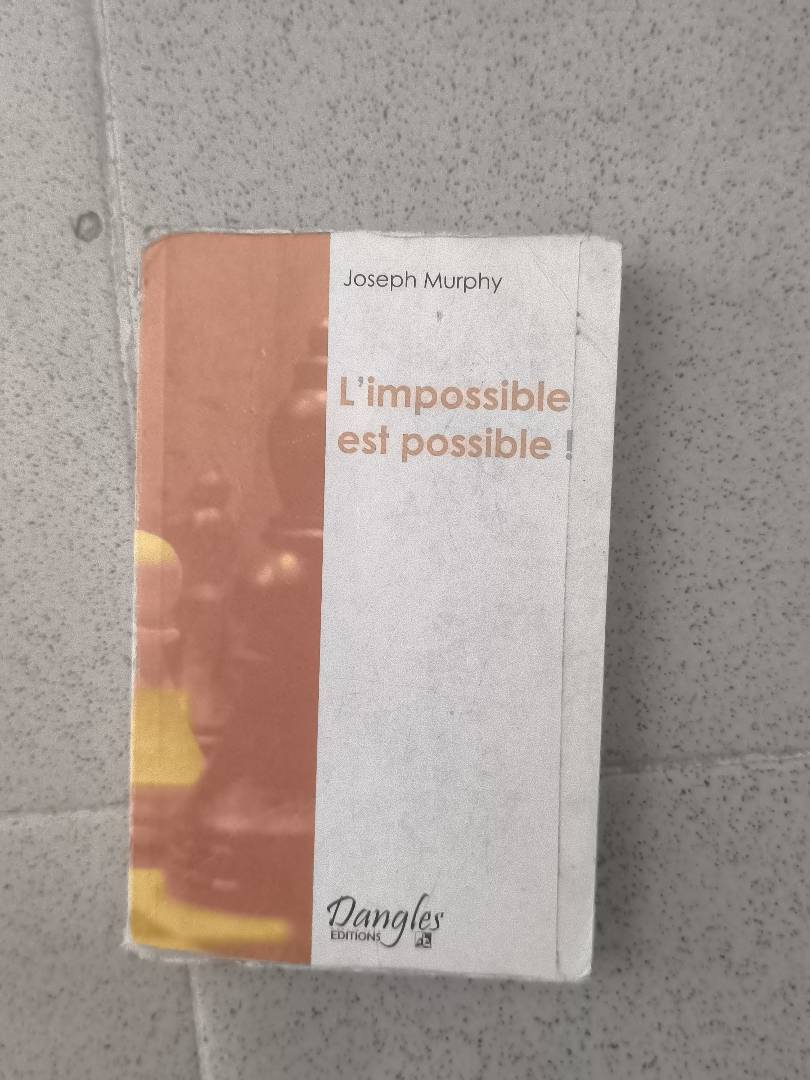 Joseph Murphy
L'impossible
est possible !
Dangles
EDITIONS